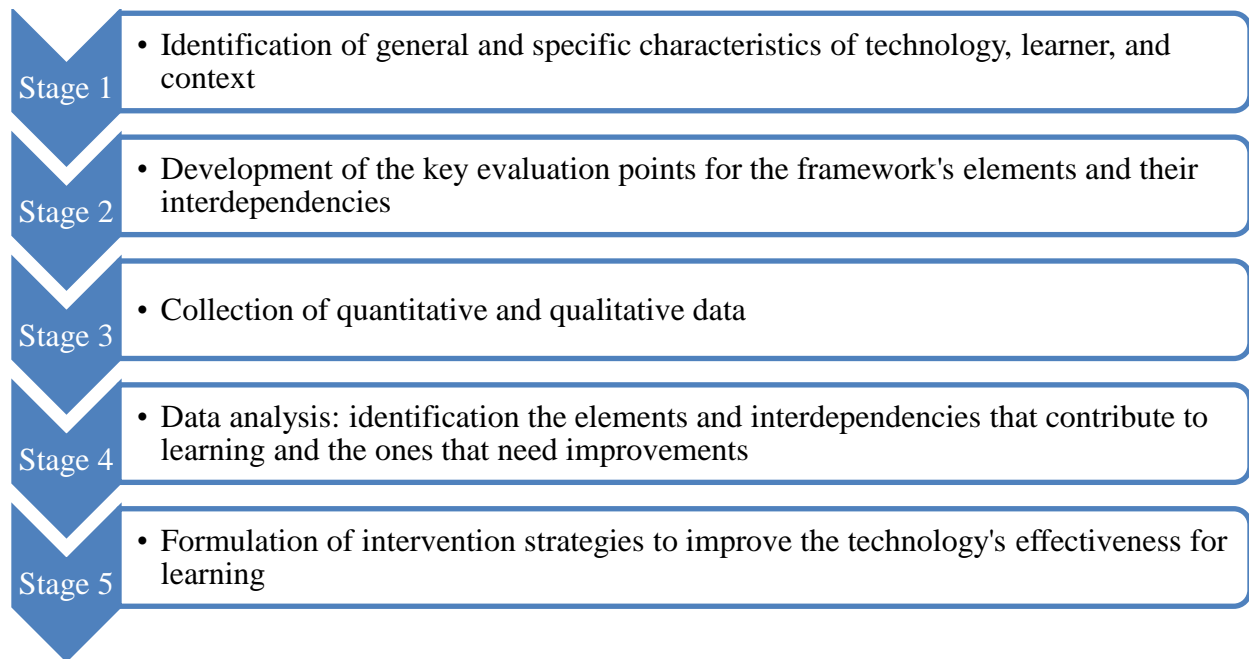 Stage 1
• Identification of general and specific characteristics of technology, learner, and
context
Stage 2
• Development of the key evaluation points for the framework's elements and their
interdependencies
Stage 3
• Collection of quantitative and qualitative data
Stage 4
• Data analysis: identification the elements and interdependencies that contribute to
learning and the ones that need improvements
Stage 5
• Formulation of intervention strategies to improve the technology's effectiveness for
learning